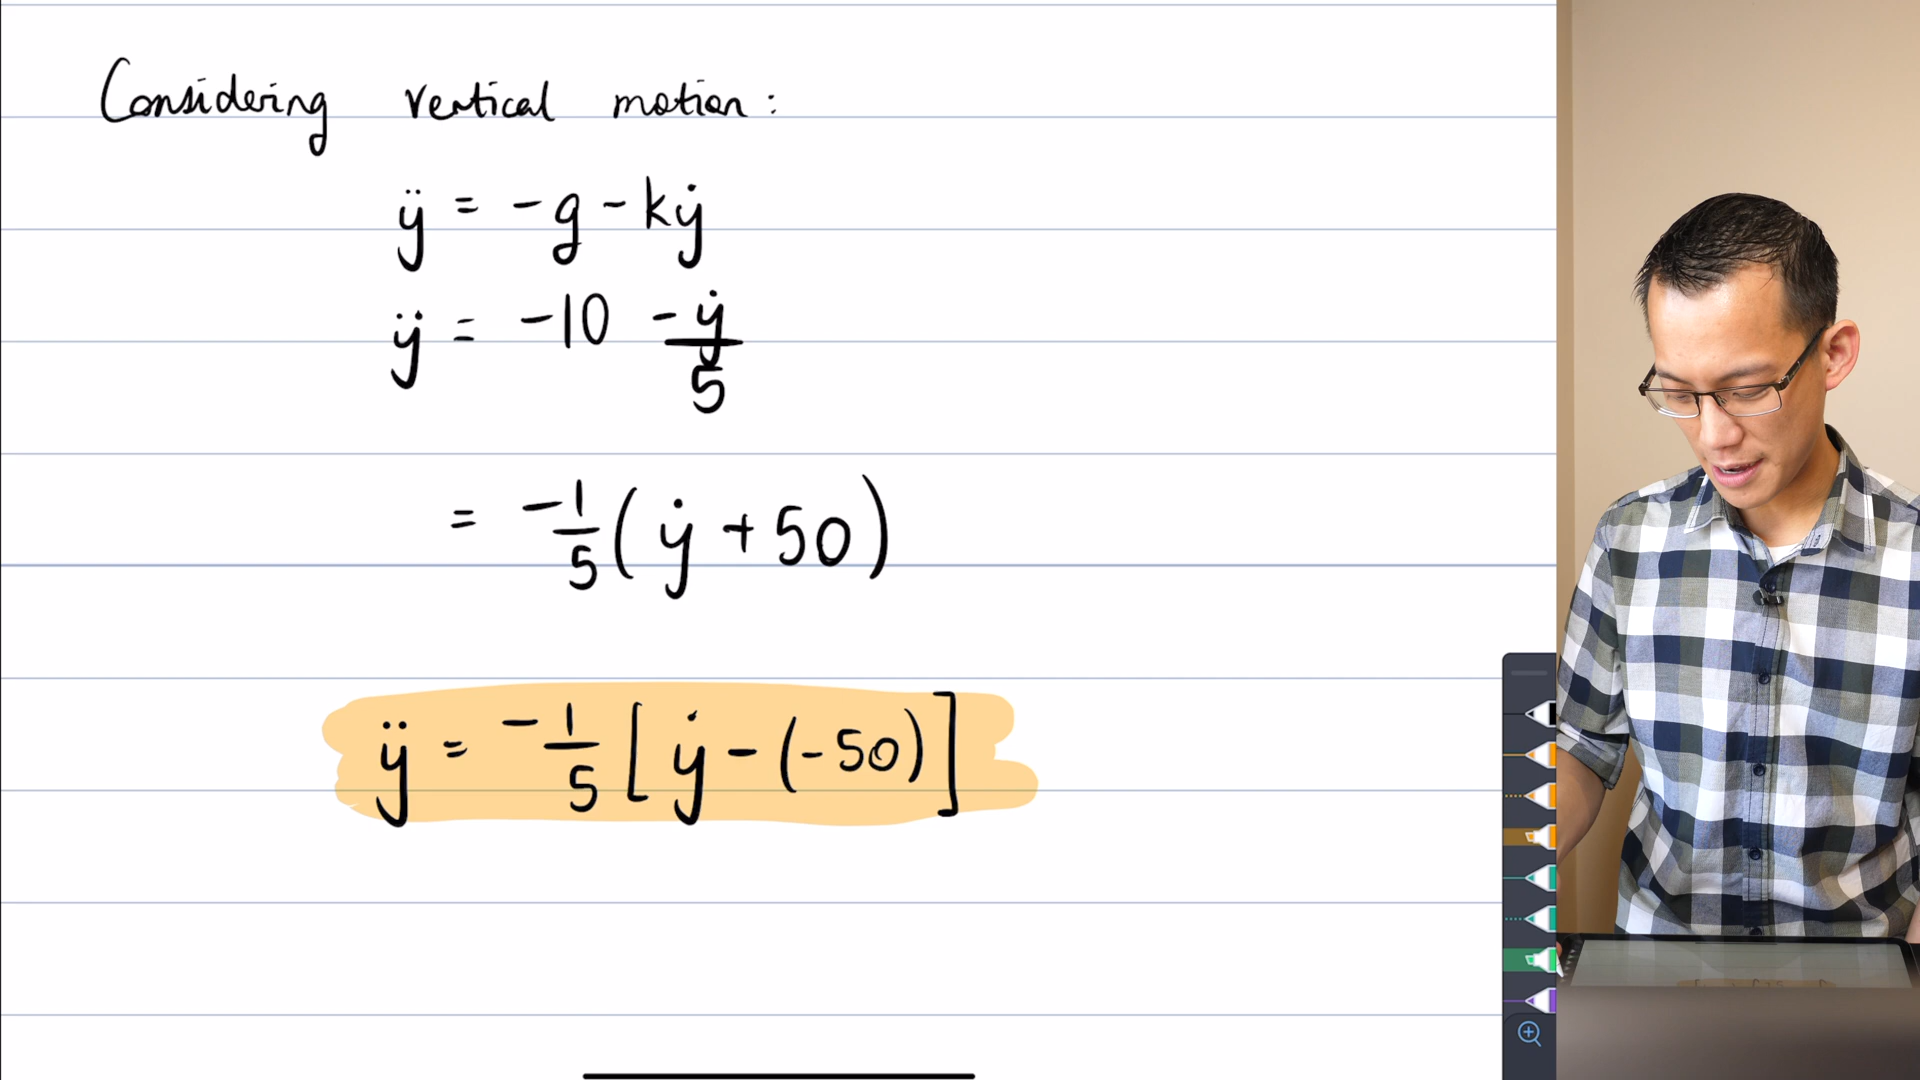 Considering vertical motion:
ÿ = -g - kẏ
ÿ = -10 - ẏ/5
= -1/5 (ẏ + 50)
ÿ = -1/5 [ẏ - (-50)]